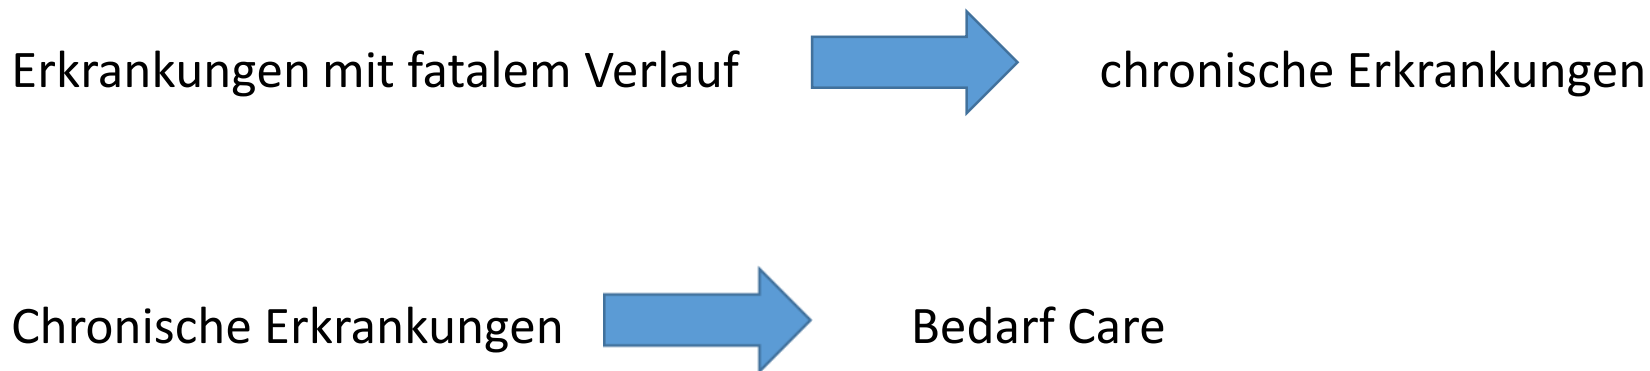 Erkrankungen mit fatalem Verlauf chronische Erkrankungen
Chronische Erkrankungen Bedarf Care